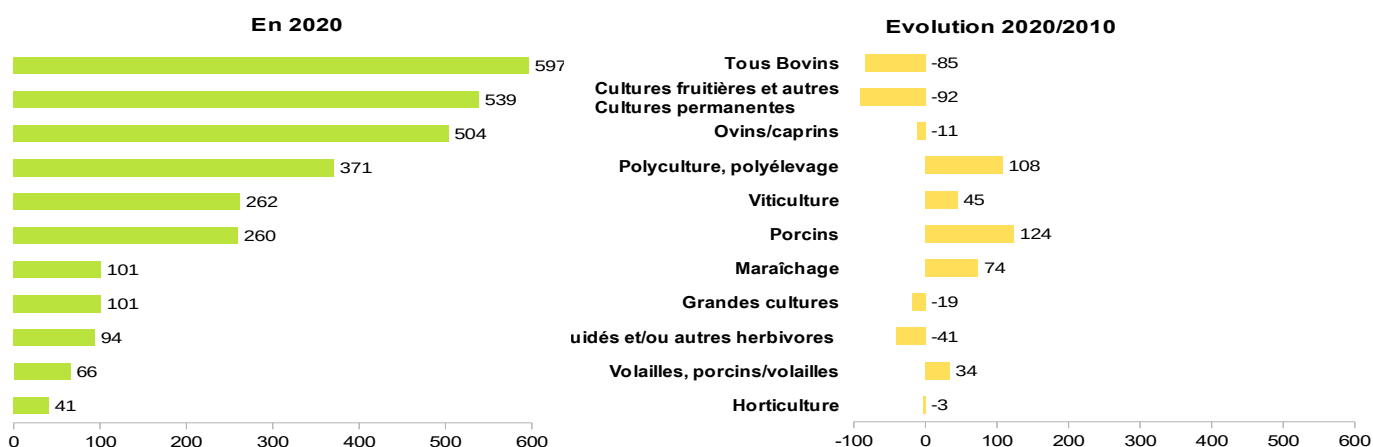 En 2020
Evolution 2020/2010
597
Tous Bovins
-85
539
Cultures fruitières et autres
Cultures permanentes
-92
504
Ovins/caprins
-11
371
Polyculture, polyélevage
108
262
Viticulture
45
260
Porcins
124
101
Maraîchage
74
101
Grandes cultures
-19
94
uidés et/ou autres herbivores
-41
66
Volailles, porcins/volailles
34
41
Horticulture
-3
0 100 200 300 400 500 600
-100 0 100 200 300 400 500 600